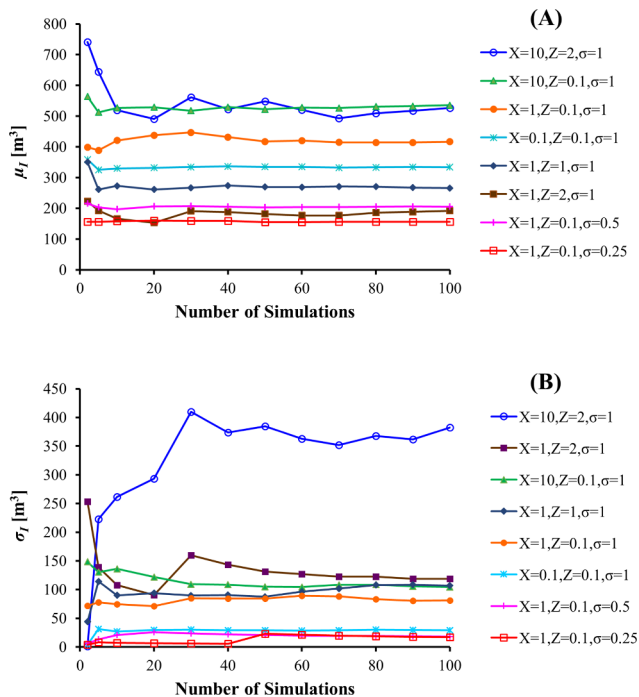 (A)
800
700
600
500
400
300
200
100
0
μI [m³]
0 20 40 60 80 100
Number of Simulations
X=10,Z=2,σ=1
X=10,Z=0.1,σ=1
X=1,Z=0.1,σ=1
X=0.1,Z=0.1,σ=1
X=1,Z=1,σ=1
X=1,Z=2,σ=1
X=1,Z=0.1,σ=0.5
X=1,Z=0.1,σ=0.25
(B)
450
400
350
300
250
200
150
100
50
0
σI [m³]
0 20 40 60 80 100
Number of Simulations
X=10,Z=2,σ=1
X=1,Z=2,σ=1
X=10,Z=0.1,σ=1
X=1,Z=1,σ=1
X=1,Z=0.1,σ=1
X=0.1,Z=0.1,σ=1
X=1,Z=0.1,σ=0.5
X=1,Z=0.1,σ=0.25